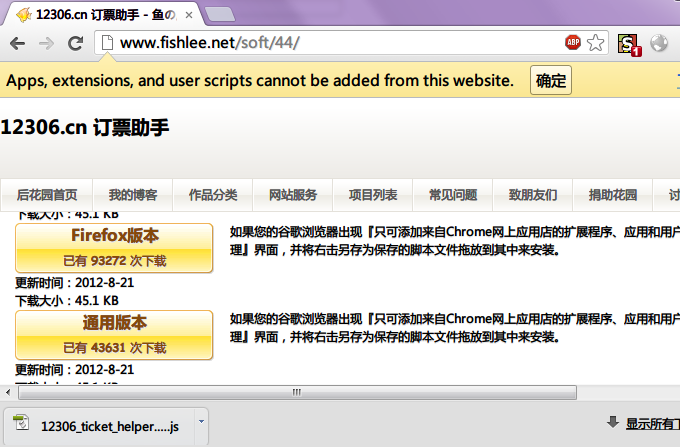 12306.cn 订票助手 - 鱼の
www.fishlee.net/soft/44/
ABP
1
Apps, extensions, and user scripts cannot be added from this website. 确定
12306.cn 订票助手
后花园首页 我的博客 作品分类 网站服务 项目列表 常见问题 致朋友们 捐助花园 讨
下载大小：45.1 KB
Firefox版本
已有 93272 次下载
如果您的谷歌浏览器出现『只可添加来自Chrome网上应用店的扩展程序、应用和用户
理』界面，并将右击另存为保存的脚本文件拖放到其中来安装。
更新时间：2012-8-21
下载大小：45.1 KB
通用版本
已有 43631 次下载
如果您的谷歌浏览器出现『只可添加来自Chrome网上应用店的扩展程序、应用和用户
理』界面，并将右击另存为保存的脚本文件拖放到其中来安装。
更新时间：2012-8-21
12306_ticket_helper.....js
显示所有下